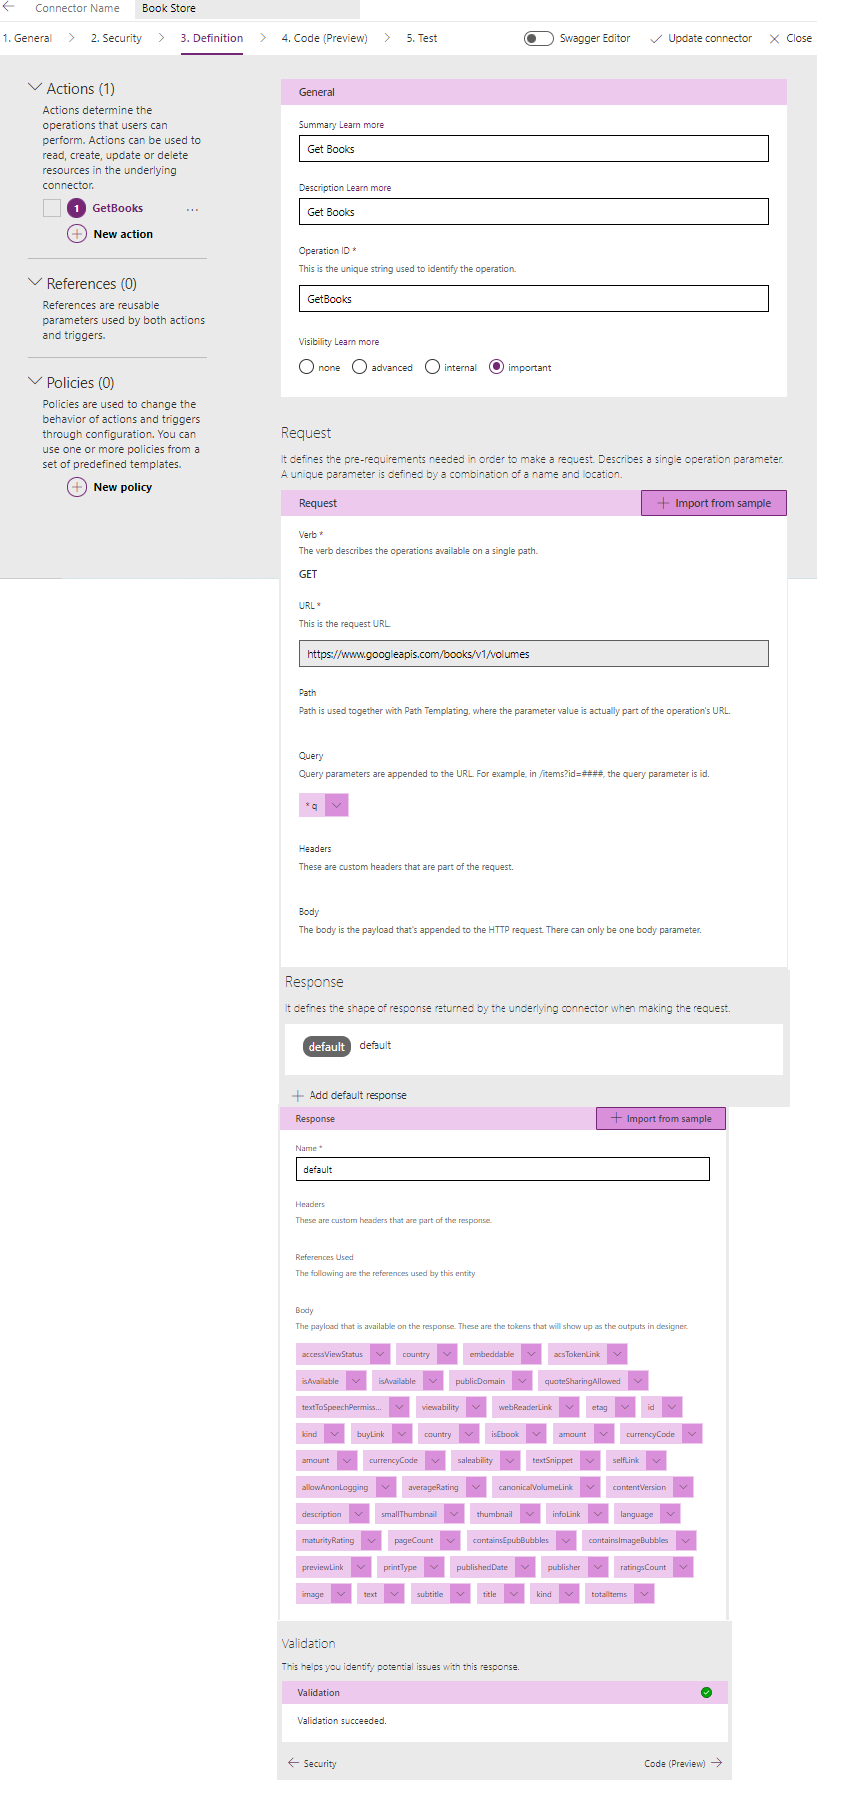 Connector Name Book Store
1. General 2. Security 3. Definition 4. Code (Preview) 5. Test Swagger Editor Update connector Close
Actions (1)
Actions determine the
operations that users can
perform. Actions can be used to
read, create, update or delete
resources in the underlying
connector.
1 GetBooks ...
New action
References (0)
References are reusable
parameters used by both actions
and triggers.
Policies (0)
Policies are used to change the
behavior of actions and triggers
through configuration. You can
use one or more policies from a
set of predefined templates.
New policy
General
Summary Learn more
Get Books
Description Learn more
Get Books
Operation ID *
This is the unique string used to identify the operation.
GetBooks
Visibility Learn more
none advanced internal important
Request
It defines the pre-requirements needed in order to make a request. Describes a single operation parameter.
A unique parameter is defined by a combination of a name and location.
Request Import from sample
Verb *
The verb describes the operations available on a single path.
GET
URL *
This is the request URL.
https://www.googleapis.com/books/v1/volumes
Path
Path is used together with Path Templating, where the parameter value is actually part of the operation's URL.
Query
Query parameters are appended to the URL. For example, in /items?id=####, the query parameter is id.
* q
Headers
These are custom headers that are part of the request.
Body
The body is the payload that's appended to the HTTP request. There can only be one body parameter.
Response
It defines the shape of response returned by the underlying connector when making the request.
default default
Add default response
Response Import from sample
Name *
default
Headers
These are custom headers that are part of the response.
References Used
The following are the references used by this entity
Body
The payload that is available on the response. These are the tokens that will show up as the outputs in designer.
accessViewStatus country embeddable acsTokenLink
isAvailable isAvailable publicDomain quoteSharingAllowed
textToSpeechPermiss... viewability webReaderLink etag id
kind buyLink country isEbook amount currencyCode
amount currencyCode saleability textSnippet selfLink
allowAnonLogging averageRating canonicalVolumeLink contentVersion
description smallThumbnail thumbnail infoLink language
maturityRating pageCount containsEpubBubbles containsImageBubbles
previewLink printType publishedDate publisher ratingsCount
image text subtitle title kind totalItems
Validation
This helps you identify potential issues with this response.
Validation
Validation succeeded.
Security Code (Preview)